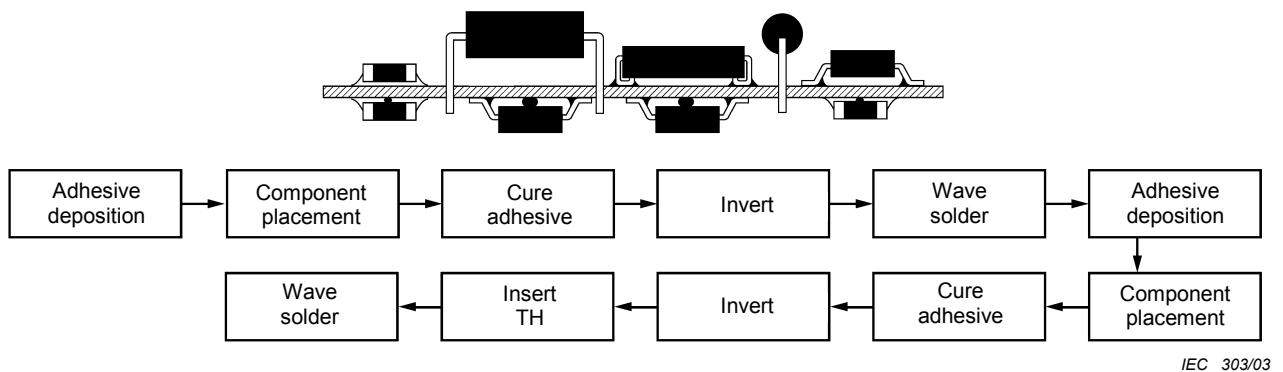 Adhesive
deposition
Component
placement
Cure
adhesive
Invert
Wave
solder
Adhesive
deposition
Component
placement
Cure
adhesive
Invert
Insert
TH
Wave
solder
IEC 303/03